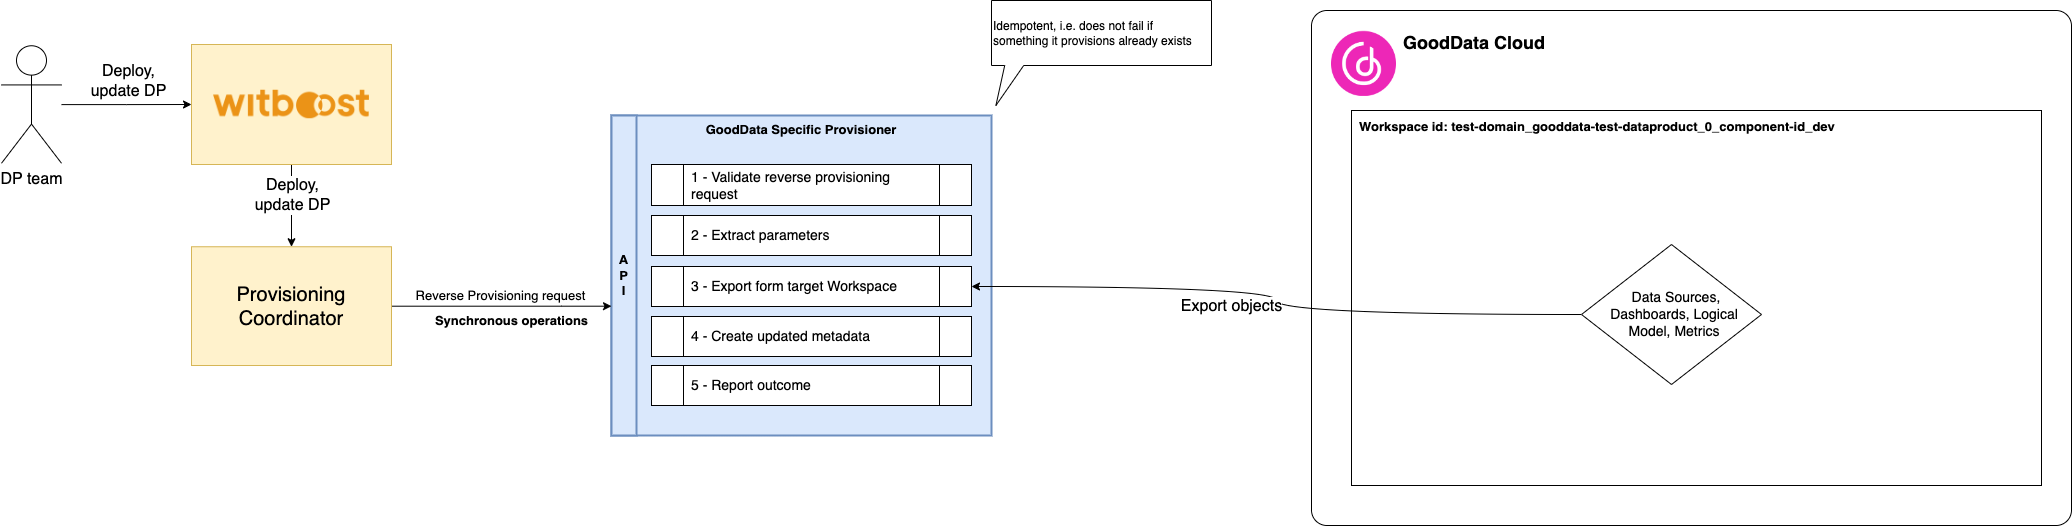 Deploy,
update DP
DP team
witboost
Deploy,
update DP
Provisioning
Coordinator
Reverse Provisioning request
Synchronous operations
Idempotent, i.e. does not fail if
something it provisions already exists
GoodData Specific Provisioner
A
P
I
1 - Validate reverse provisioning
request
2 - Extract parameters
3 - Export form target Workspace
4 - Create updated metadata
5 - Report outcome
Export objects
GoodData Cloud
Workspace id: test-domain_gooddata-test-dataproduct_0_component-id_dev
Data Sources,
Dashboards, Logical
Model, Metrics